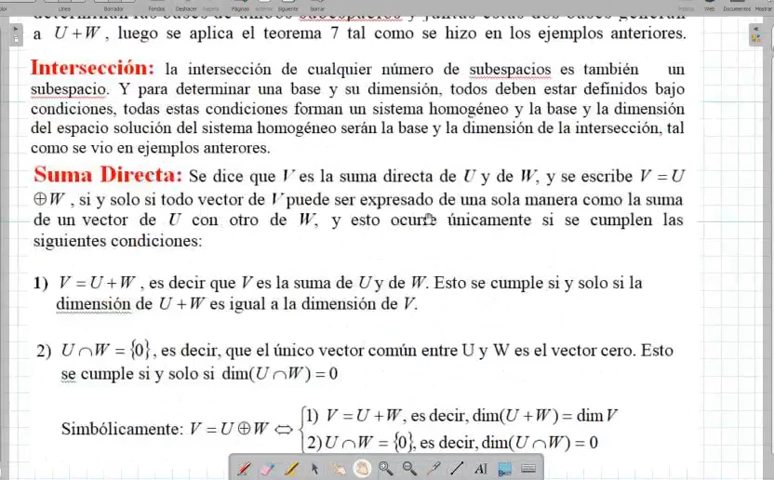 a U + W , luego se aplica el teorema 7 tal como se hizo en los ejemplos anteriores.
Intersección: la intersección de cualquier número de subespacios es también un
subespacio. Y para determinar una base y su dimensión, todos deben estar definidos bajo
condiciones, todas estas condiciones forman un sistema homogéneo y la base y la dimensión
del espacio solución del sistema homogéneo serán la base y la dimensión de la intersección, tal
como se vio en ejemplos anterores.
Suma Directa: Se dice que V es la suma directa de U y de W, y se escribe V = U
⊕W , si y solo si todo vector de V puede ser expresado de una sola manera como la suma
de un vector de U con otro de W, y esto ocurre únicamente si se cumplen las
siguientes condiciones:
1) V = U + W , es decir que V es la suma de U y de W. Esto se cumple si y solo si la
dimensión de U + W es igual a la dimensión de V.
2) U ∩ W = {0}, es decir, que el único vector común entre U y W es el vector cero. Esto
se cumple si y solo si dim(U ∩ W) = 0
Simbólicamente: V = U ⊕ W ⇔ { 1) V = U + W, es decir, dim(U + W) = dim V
2) U ∩ W = {0}, es decir, dim(U ∩ W) = 0
AI